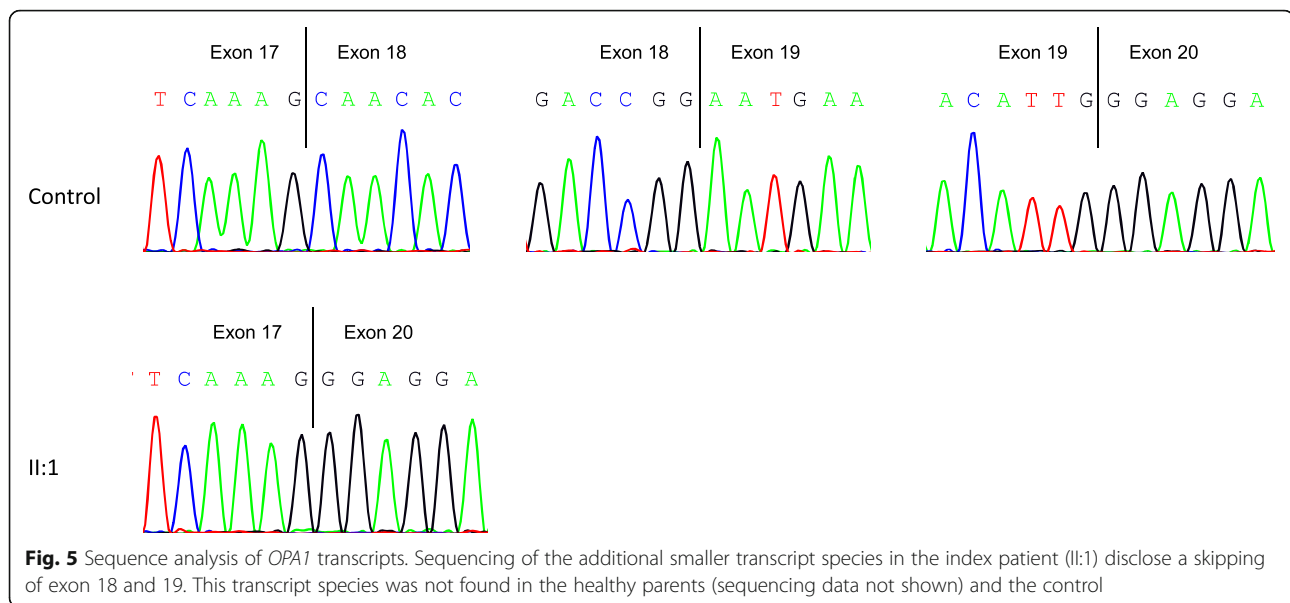 Exon 17 Exon 18 Exon 18 Exon 19 Exon 19 Exon 20
T C A A A G C A A C A C G A C C G G A A T G A A A C A T T G G G A G G A
Control
Exon 17 Exon 20
' T C A A A G G G A G G A
II:1
Fig. 5 Sequence analysis of OPA1 transcripts. Sequencing of the additional smaller transcript species in the index patient (II:1) disclose a skipping
of exon 18 and 19. This transcript species was not found in the healthy parents (sequencing data not shown) and the control